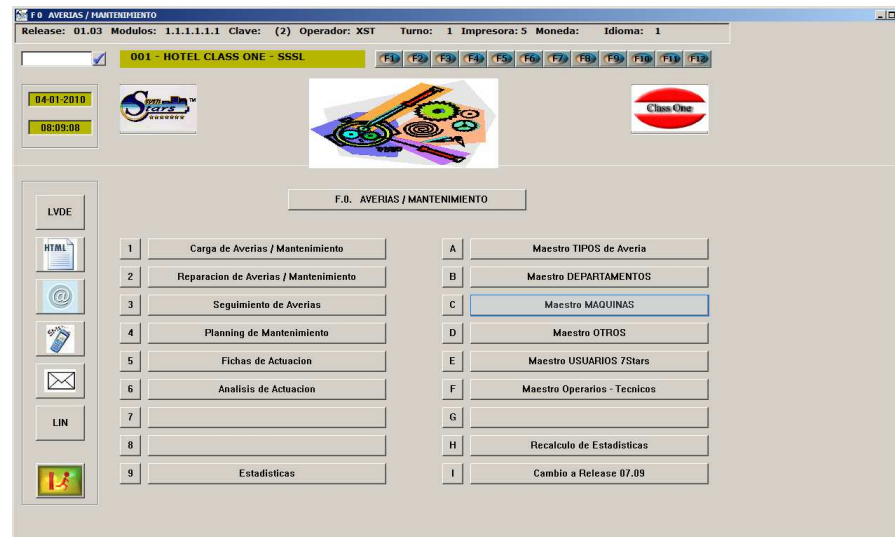 F 0 AVERIAS / MANTENIMIENTO
Release: 01.03 Modulos: 1.1.1.1.1.1 Clave: (2) Operador: XST Turno: 1 Impresora: 5 Moneda: Idioma: 1
001 - HOTEL CLASS ONE - SSSL
F1 F2 F3 F4 F5 F6 F7 F8 F9 F10 F11 F12
04-01-2010
08:09:08
Stars
Class One
F.0. AVERIAS / MANTENIMIENTO
LVDE
HTML
@
LIN
1 Carga de Averias / Mantenimiento
2 Reparacion de Averias / Mantenimiento
3 Seguimiento de Averias
4 Planning de Mantenimiento
5 Fichas de Actuacion
6 Analisis de Actuacion
7
8
9 Estadisticas
A Maestro TIPOS de Averia
B Maestro DEPARTAMENTOS
C Maestro MAQUINAS
D Maestro OTROS
E Maestro USUARIOS 7Stars
F Maestro Operarios - Tecnicos
G
H Recalculo de Estadisticas
I Cambio a Release 07.09